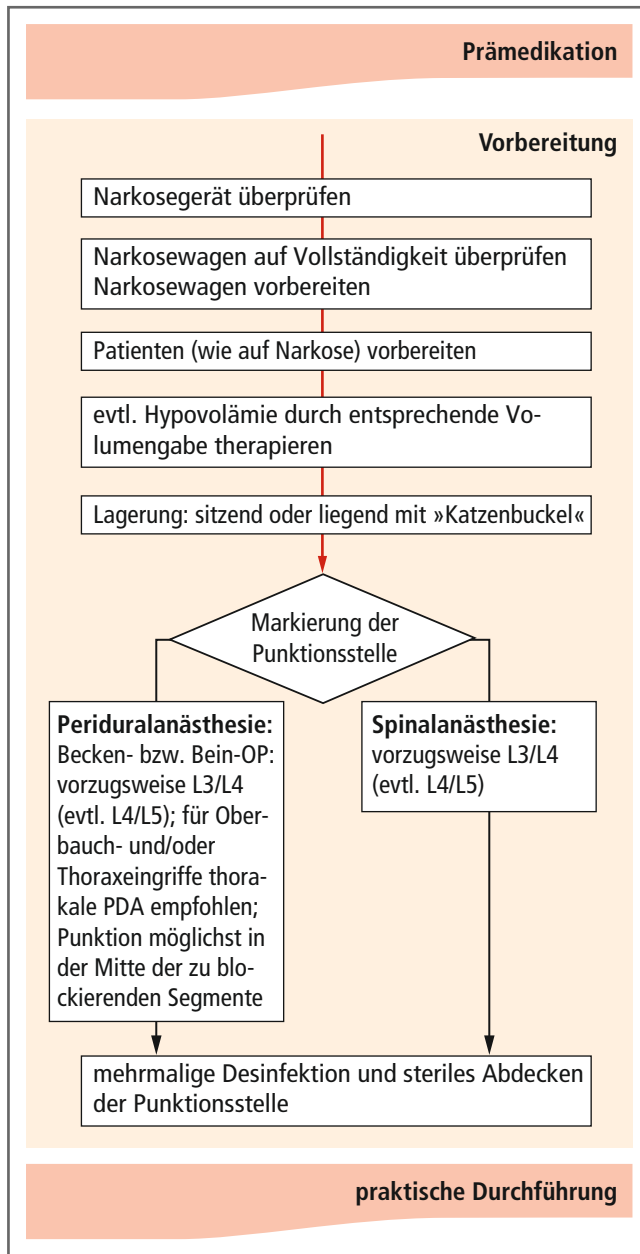 Prämedikation
Vorbereitung
Narkosegerät überprüfen
Narkosewagen auf Vollständigkeit überprüfen
Narkosewagen vorbereiten
Patienten (wie auf Narkose) vorbereiten
evtl. Hypovolämie durch entsprechende Vo-
lumengabe therapieren
Lagerung: sitzend oder liegend mit »Katzenbuckel«
Markierung der
Punktionsstelle
Periduralanästhesie:
Becken- bzw. Bein-OP:
vorzugsweise L3/L4
(evtl. L4/L5); für Ober-
bauch- und/oder
Thoraxeingriffe thora-
kale PDA empfohlen;
Punktion möglichst in
der Mitte der zu blo-
ckierenden Segmente
Spinalanästhesie:
vorzugsweise L3/L4
(evtl. L4/L5)
mehrmalige Desinfektion und steriles Abdecken
der Punktionsstelle
praktische Durchführung